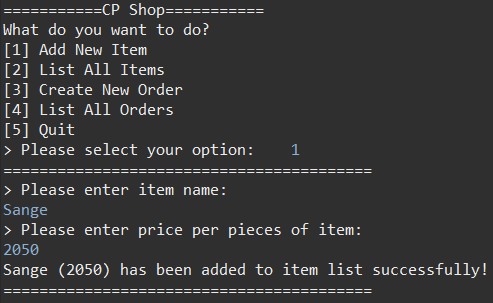 ===========CP Shop===========
What do you want to do?
[1] Add New Item
[2] List All Items
[3] Create New Order
[4] List All Orders
[5] Quit
> Please select your option:    1
=========================================
> Please enter item name:
Sange
> Please enter price per pieces of item:
2050
Sange (2050) has been added to item list successfully!
=========================================